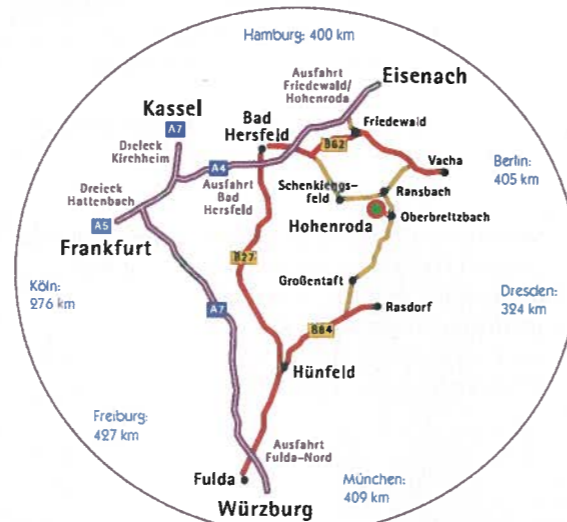 Hamburg: 400 km
Ausfahrt
Friedewald/
Hohenroda
Eisenach
Kassel
A7
Bad
Hersfeld
Friedewald
B62
Dreieck
Kirchheim
A4
Vacha
Berlin:
405 km
Ausfahrt
Bad
Hersfeld
Schenklengs-
feld
Ransbach
Dreieck
Hattenbach
A5
Frankfurt
Hohenroda
Oberbreitzbach
B27
Großentaft
Köln:
276 km
Dresden:
324 km
A7
Rasdorf
B84
Hünfeld
Freiburg:
427 km
Ausfahrt
Fulda-Nord
Fulda
Würzburg
München:
409 km